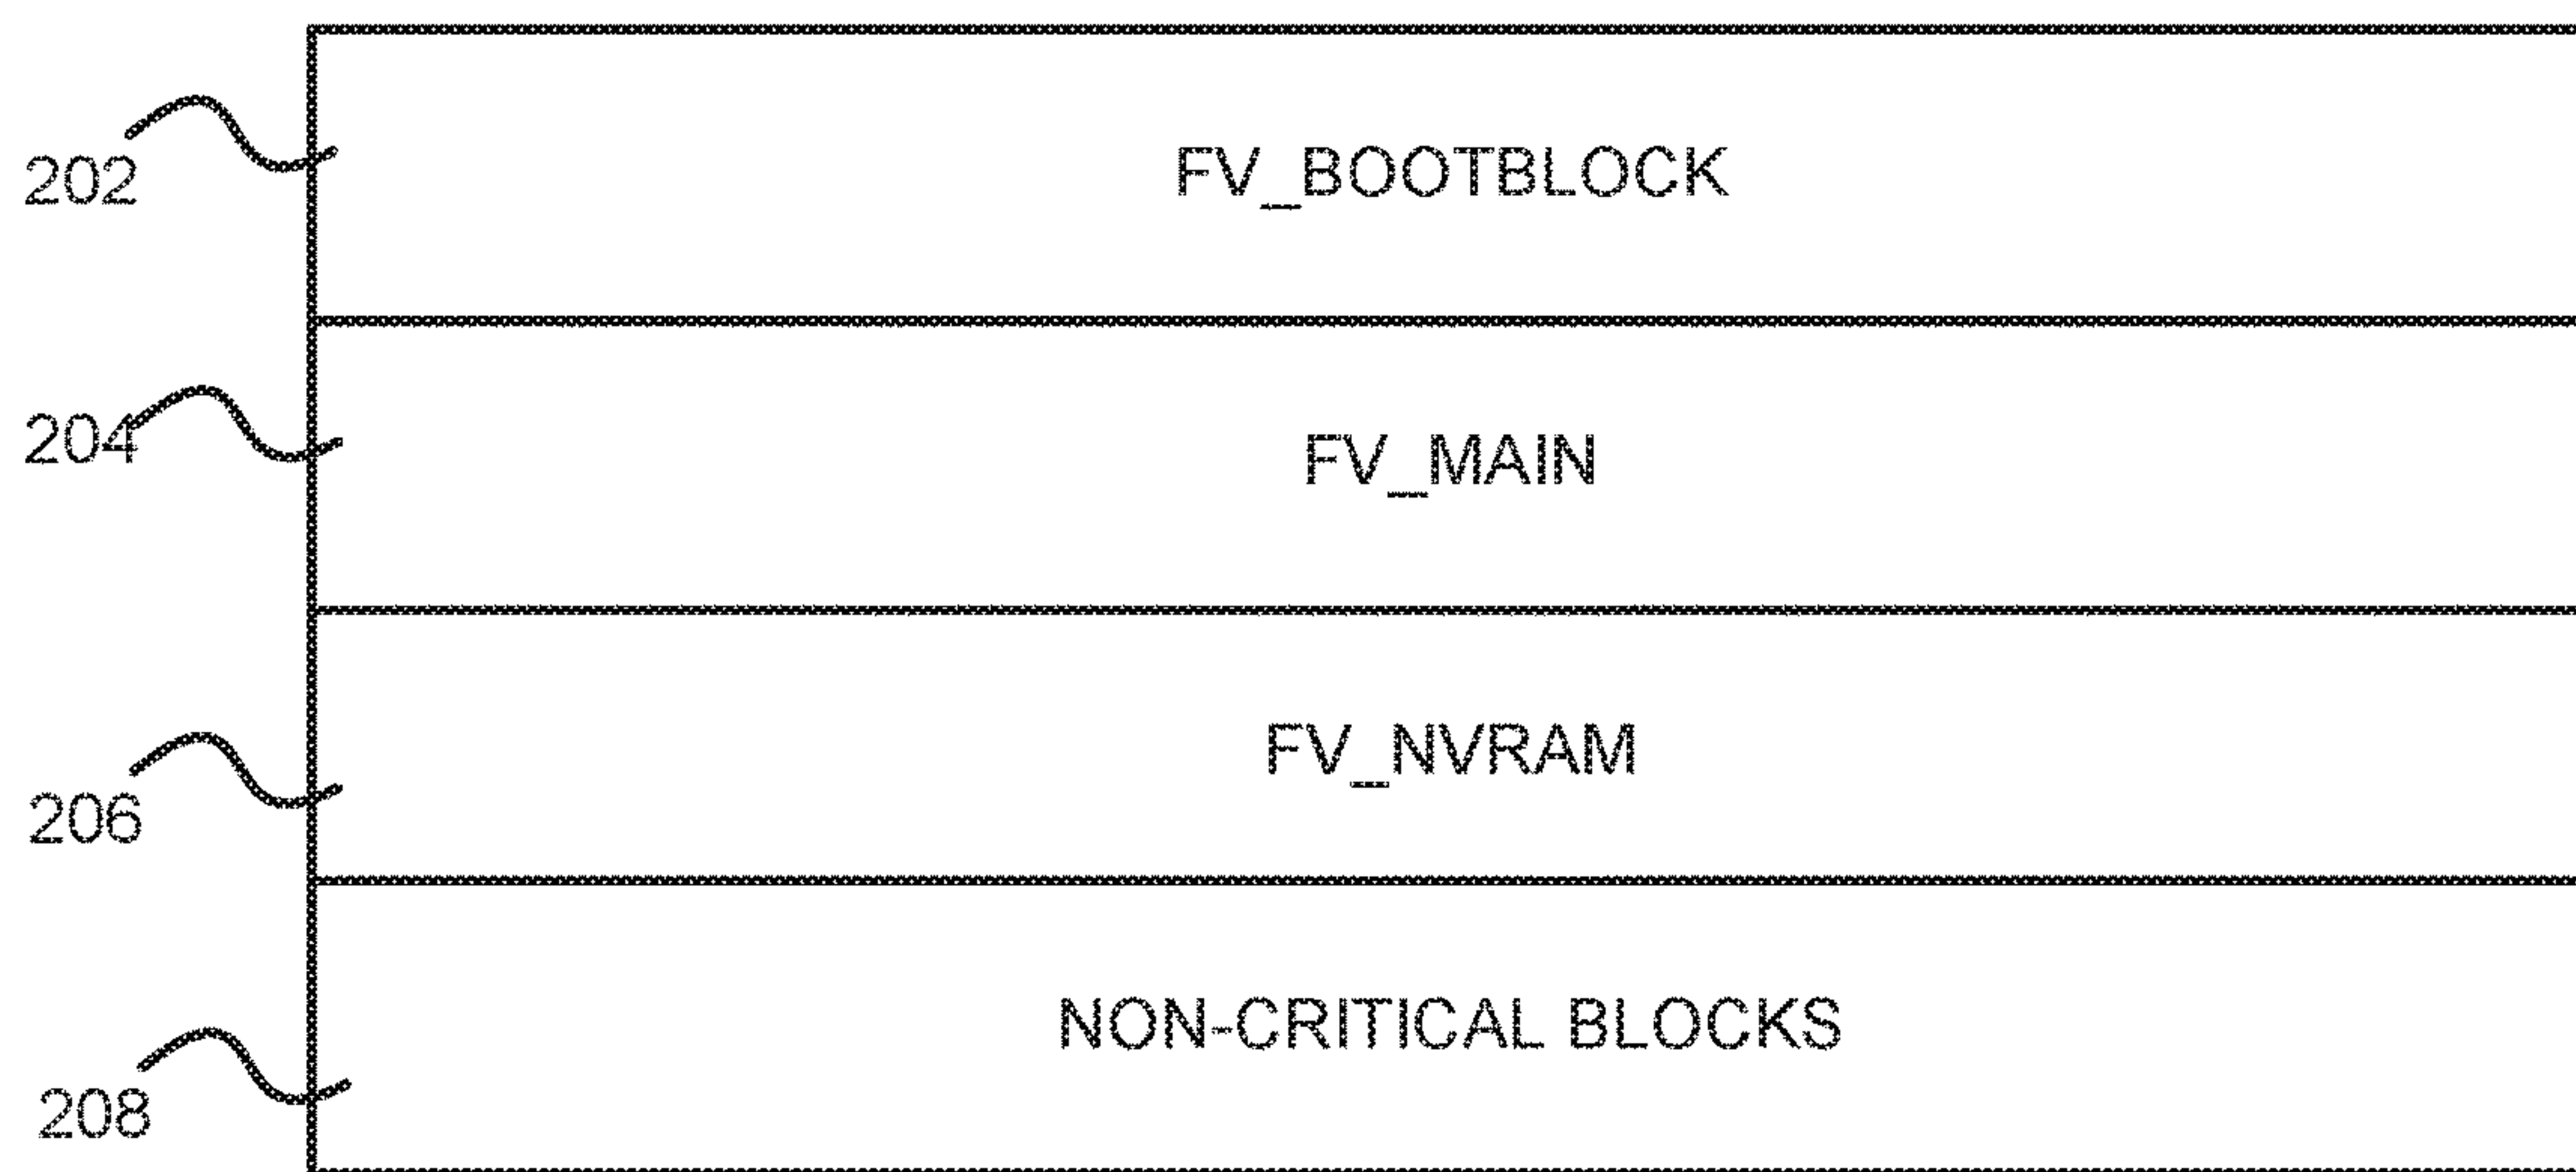 FV_BOOTBLOCK
202
204
FV_MAIN
FV_NVRAM
206
NON-CRITICAL BLOCKS
208